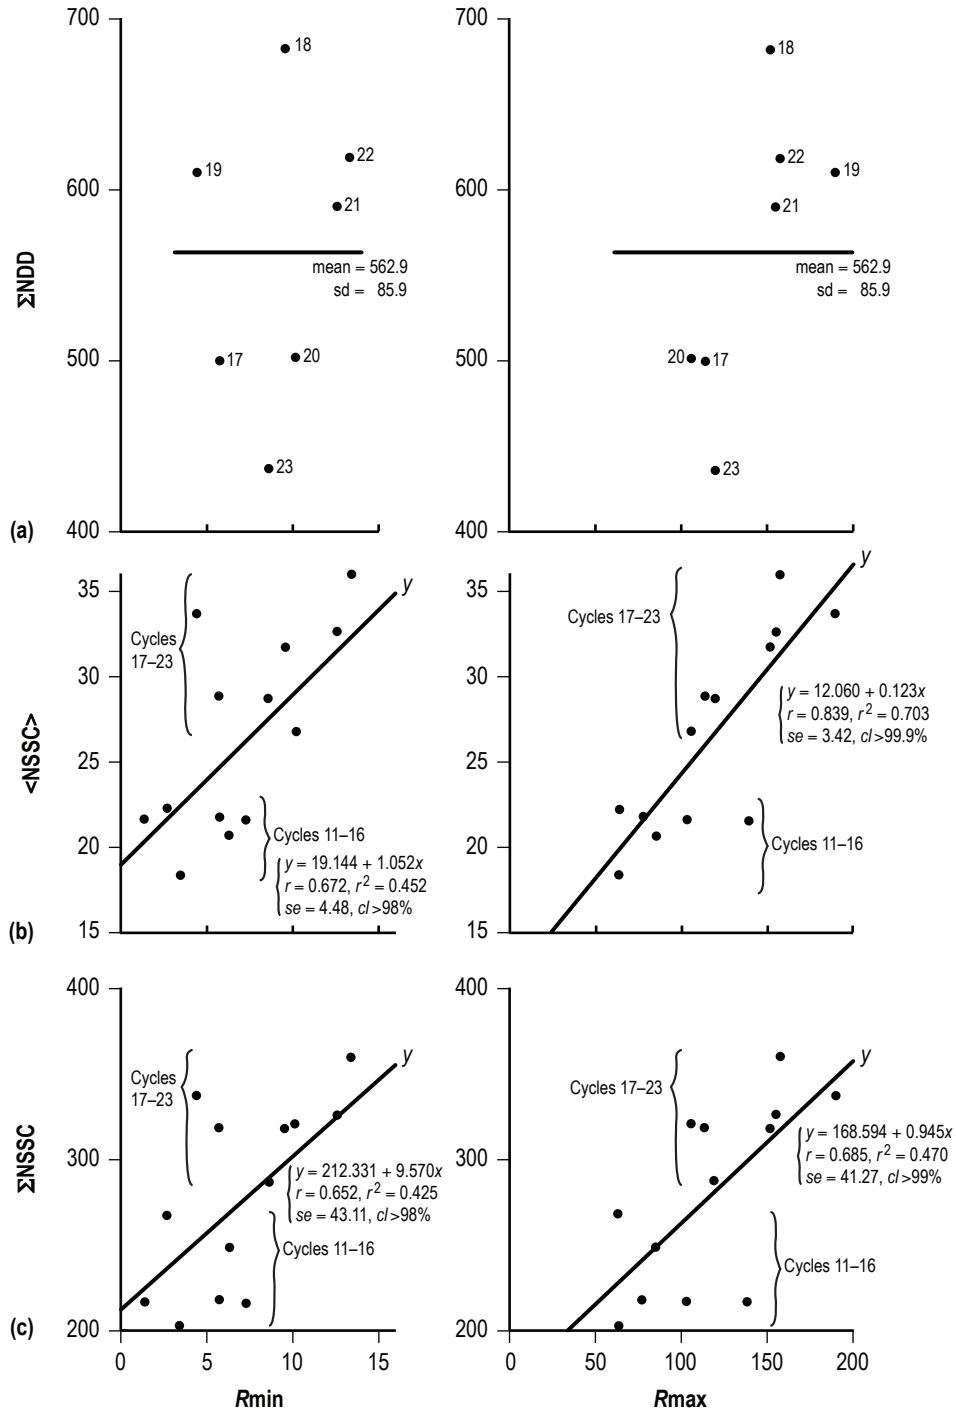 700
18
22
19
600
21
ΣNDD
mean = 562.9
sd = 85.9
500
17
20
23
(a)
400
700
18
22
19
600
21
mean = 562.9
sd = 85.9
500
20
17
23
400
35
y
Cycles
17–23
30
<NSSC>
25
20
Cycles 11–16
y = 19.144 + 1.052x
r = 0.672, r² = 0.452
se = 4.48, cl >98%
(b)
15
y
35
Cycles 17–23
30
y = 12.060 + 0.123x
r = 0.839, r² = 0.703
se = 3.42, cl >99.9%
25
20
Cycles 11–16
15
400
y
Cycles
17–23
ΣNSSC
300
y = 212.331 + 9.570x
r = 0.652, r² = 0.425
se = 43.11, cl >98%
Cycles 11–16
(c)
200
0 5 10 15
Rmin
400
y
Cycles 17–23
y = 168.594 + 0.945x
300
r = 0.685, r² = 0.470
se = 41.27, cl >99%
Cycles 11–16
200
0 50 100 150 200
Rmax